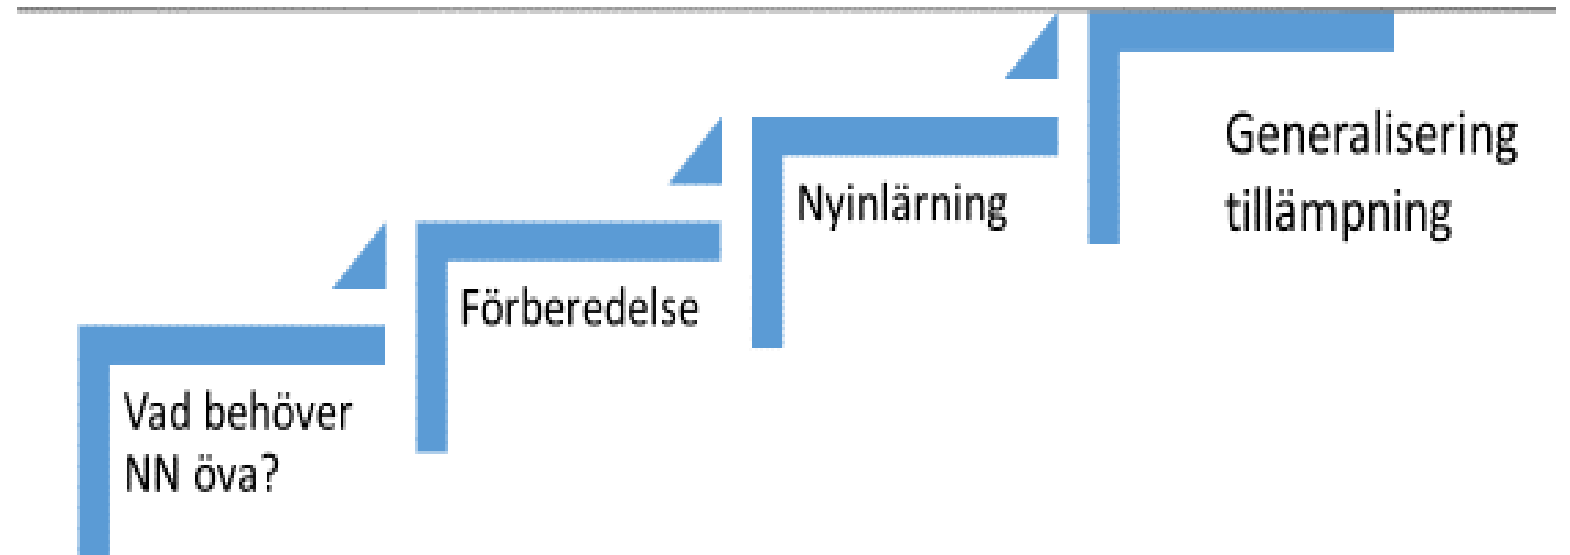 Vad behöver
NN öva?
Förberedelse
Nyinlärning
Generalisering
tillämpning